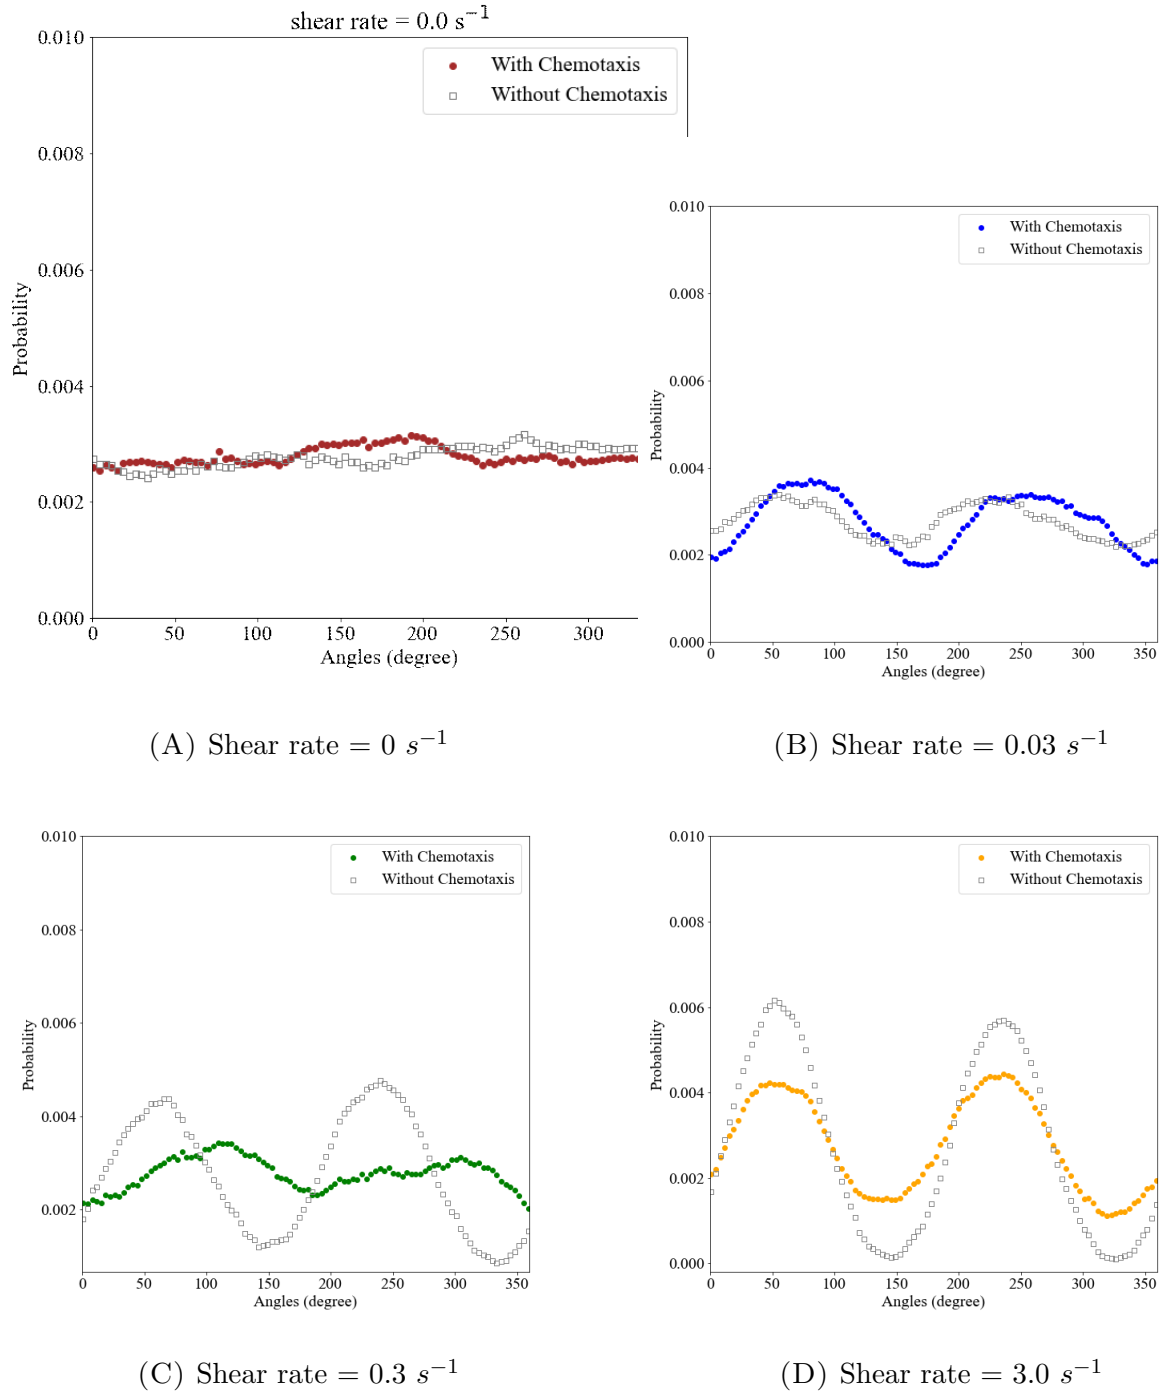 shear rate = 0.0 s⁻¹
With Chemotaxis
Without Chemotaxis
0.010
0.008
0.006
0.004
0.002
0.000
Probability
0 50 100 150 200 250 300
Angles (degree)
(A) Shear rate = 0 s⁻¹
With Chemotaxis
Without Chemotaxis
0.010
0.008
0.006
0.004
0.002
0.000
Probability
0 50 100 150 200 250 300 350
Angles (degree)
(B) Shear rate = 0.03 s⁻¹
With Chemotaxis
Without Chemotaxis
0.010
0.008
0.006
0.004
0.002
Probability
0 50 100 150 200 250 300 350
Angles (degree)
(C) Shear rate = 0.3 s⁻¹
With Chemotaxis
Without Chemotaxis
0.010
0.008
0.006
0.004
0.002
0.000
Probability
0 50 100 150 200 250 300 350
Angles (degree)
(D) Shear rate = 3.0 s⁻¹